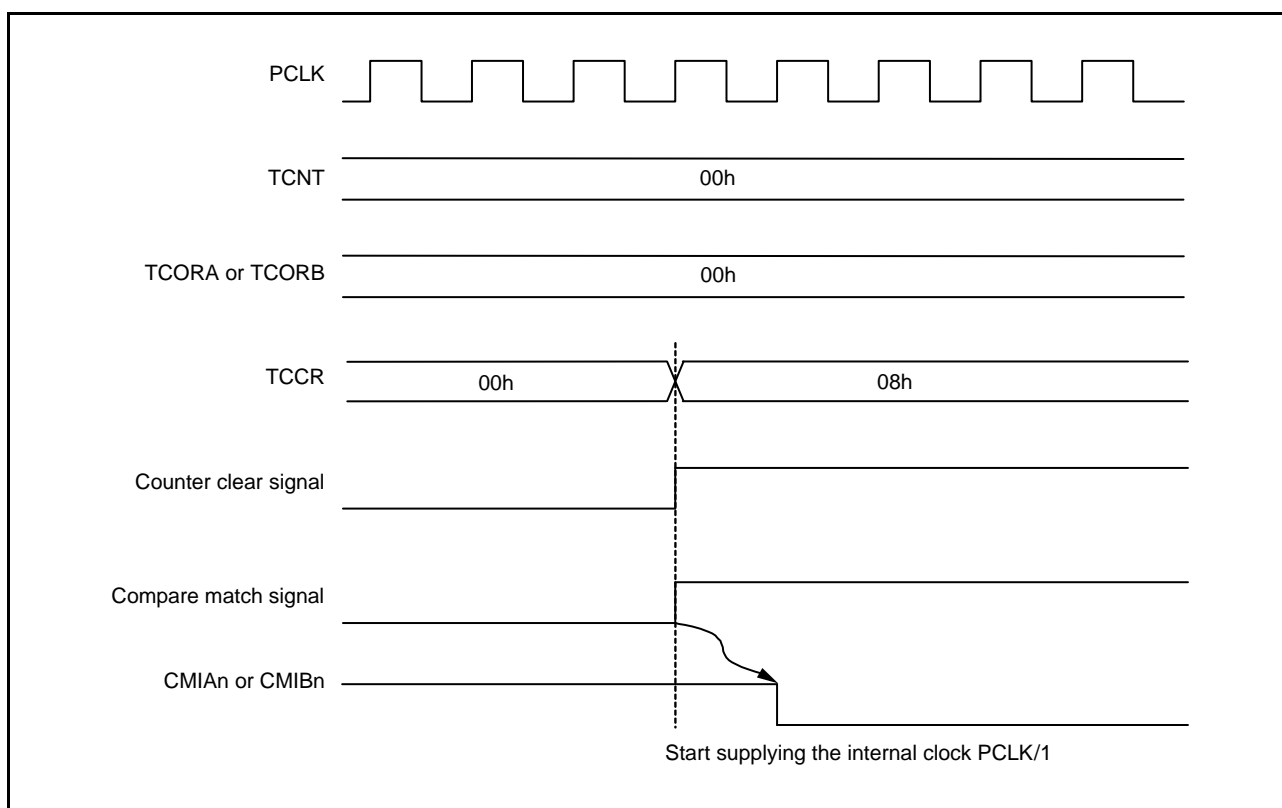 PCLK
TCNT
00h
TCORA or TCORB
00h
TCCR
00h
08h
Counter clear signal
Compare match signal
CMIAn or CMIBn
Start supplying the internal clock PCLK/1